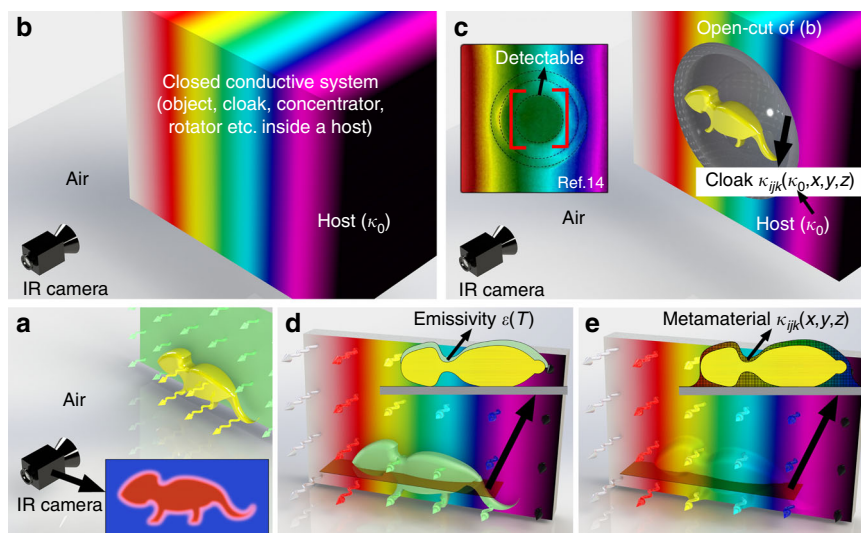 b
Closed conductive system
(object, cloak, concentrator,
rotator etc. inside a host)
Air
Host (κ₀)
IR camera
c
Open-cut of (b)
Detectable
Ref.14
Cloak κᵢⱼₖ(κ₀,x,y,z)
Air
Host (κ₀)
IR camera
a
Air
IR camera
d
Emissivity ε(T)
e
Metamaterial κᵢⱼₖ(x,y,z)